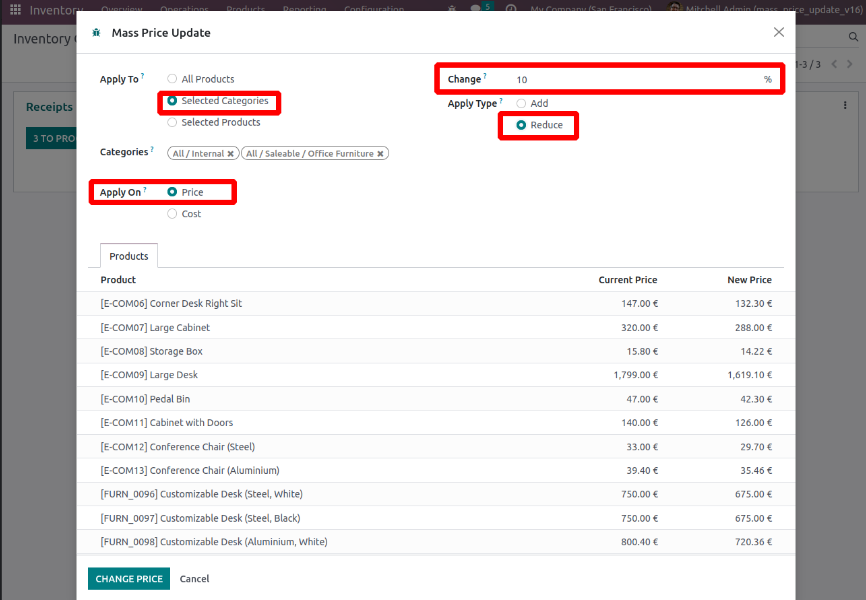 Inventory Overview Operations Products Reporting Configuration 5 My Company (San Francisco) Mitchell Admin (mass_price_update_v16)
Inventory
1-3 / 3
Mass Price Update
Receipts
3 TO PRO
Apply To ?
All Products
Selected Categories
Selected Products
Change ? 10 %
Apply Type ? Add
Reduce
Categories ? All / Internal ✖ All / Saleable / Office Furniture ✖
Apply On ? Price
Cost
Products
Product Current Price New Price
[E-COM06] Corner Desk Right Sit 147.00 € 132.30 €
[E-COM07] Large Cabinet 320.00 € 288.00 €
[E-COM08] Storage Box 15.80 € 14.22 €
[E-COM09] Large Desk 1,799.00 € 1,619.10 €
[E-COM10] Pedal Bin 47.00 € 42.30 €
[E-COM11] Cabinet with Doors 140.00 € 126.00 €
[E-COM12] Conference Chair (Steel) 33.00 € 29.70 €
[E-COM13] Conference Chair (Aluminium) 39.40 € 35.46 €
[FURN_0096] Customizable Desk (Steel, White) 750.00 € 675.00 €
[FURN_0097] Customizable Desk (Steel, Black) 750.00 € 675.00 €
[FURN_0098] Customizable Desk (Aluminium, White) 800.40 € 720.36 €
CHANGE PRICE Cancel